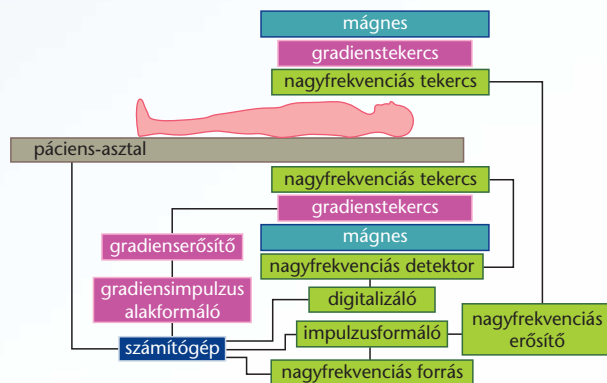 mágnes
gradienstekercs
nagyfrekvenciás tekercs
páciens-asztal
nagyfrekvenciás tekercs
gradienstekercs
mágnes
gradienserősítő
nagyfrekvenciás detektor
gradiensimpulzus
alakformáló
digitalizáló
impulzusformáló
nagyfrekvenciás
erősítő
számítógép
nagyfrekvenciás forrás